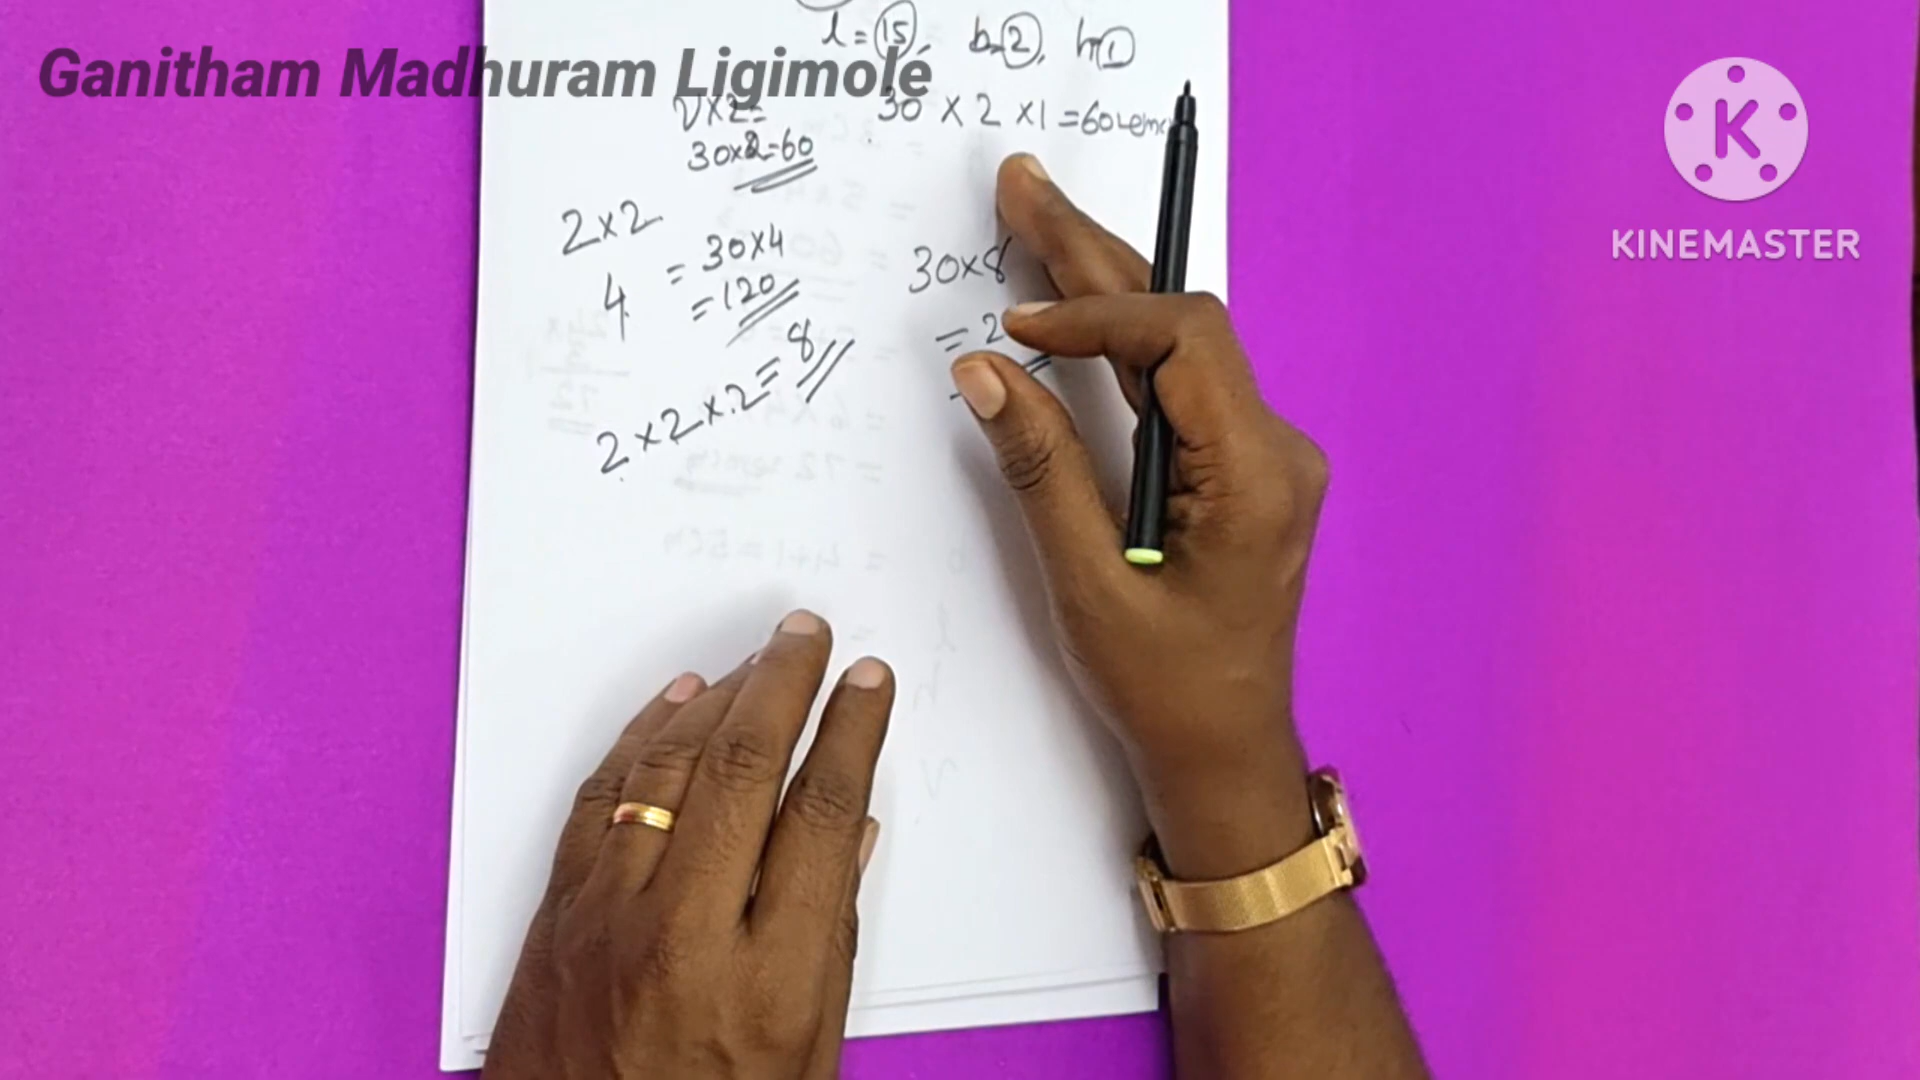 Ganitham Madhuram Ligimole
K
KINEMASTER
l = 15, b=2, h=1
V×2=
30×2=60
30 × 2 ×1 =60
2×2
4
= 30×4
= 120
30×8
= 2
2×2×2=8